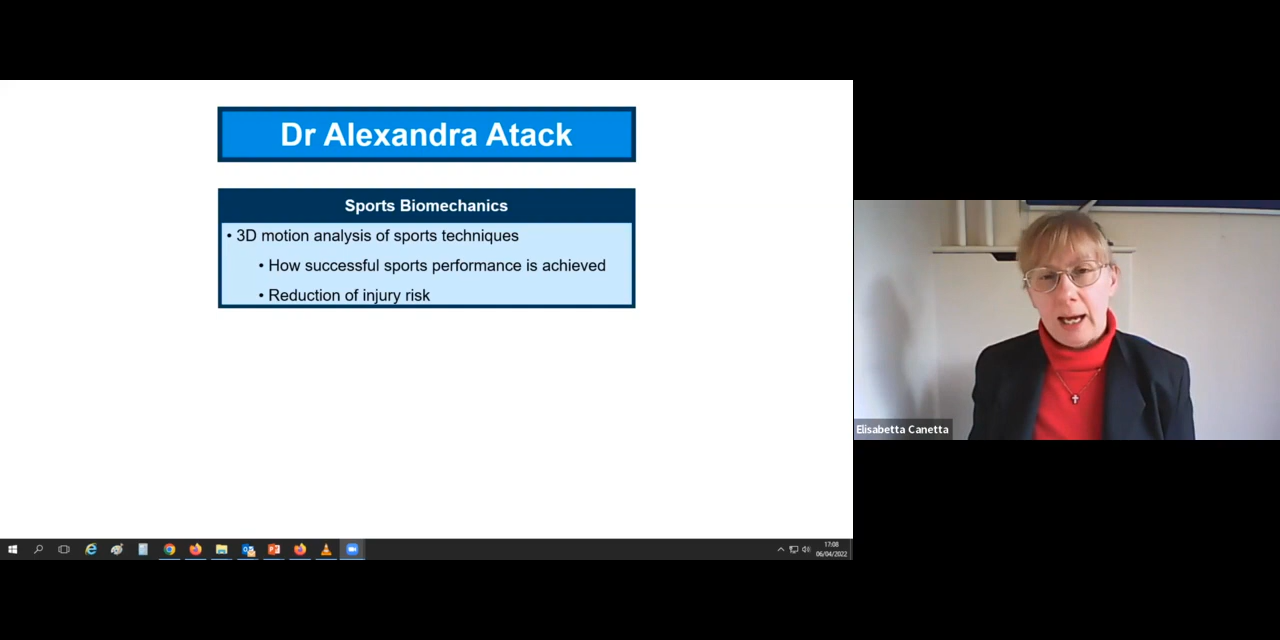 Dr Alexandra Atack
Sports Biomechanics
• 3D motion analysis of sports techniques
• How successful sports performance is achieved
• Reduction of injury risk
Elisabetta Canetta
17:08
06/04/2022